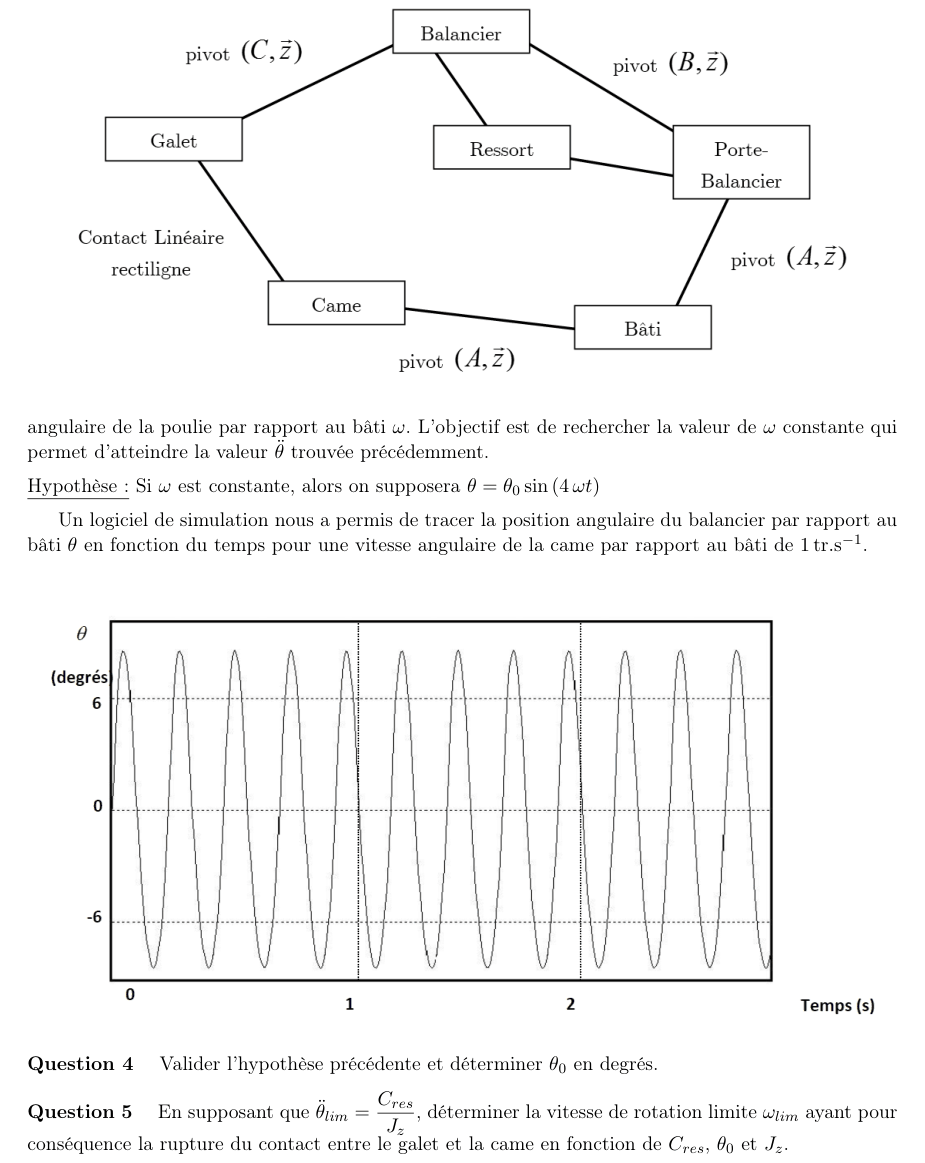 Balancier
pivot (C, z⃗)
pivot (B, z⃗)
Galet
Ressort
Porte-
Balancier
Contact Linéaire
rectiligne
pivot (A, z⃗)
Came
Bâti
pivot (A, z⃗)
angulaire de la poulie par rapport au bâti ω. L'objectif est de rechercher la valeur de ω constante qui
permet d'atteindre la valeur θ̈ trouvée précédemment.
Hypothèse : Si ω est constante, alors on supposera θ = θ₀ sin (4 ωt)
Un logiciel de simulation nous a permis de tracer la position angulaire du balancier par rapport au
bâti θ en fonction du temps pour une vitesse angulaire de la came par rapport au bâti de 1 tr.s⁻¹.
θ
(degrés)
6
0
-6
0
1
2
Temps (s)
Question 4 Valider l'hypothèse précédente et déterminer θ₀ en degrés.
Question 5 En supposant que θ̈_lim = C_res / J_z, déterminer la vitesse de rotation limite ω_lim ayant pour
conséquence la rupture du contact entre le galet et la came en fonction de C_res, θ₀ et J_z.